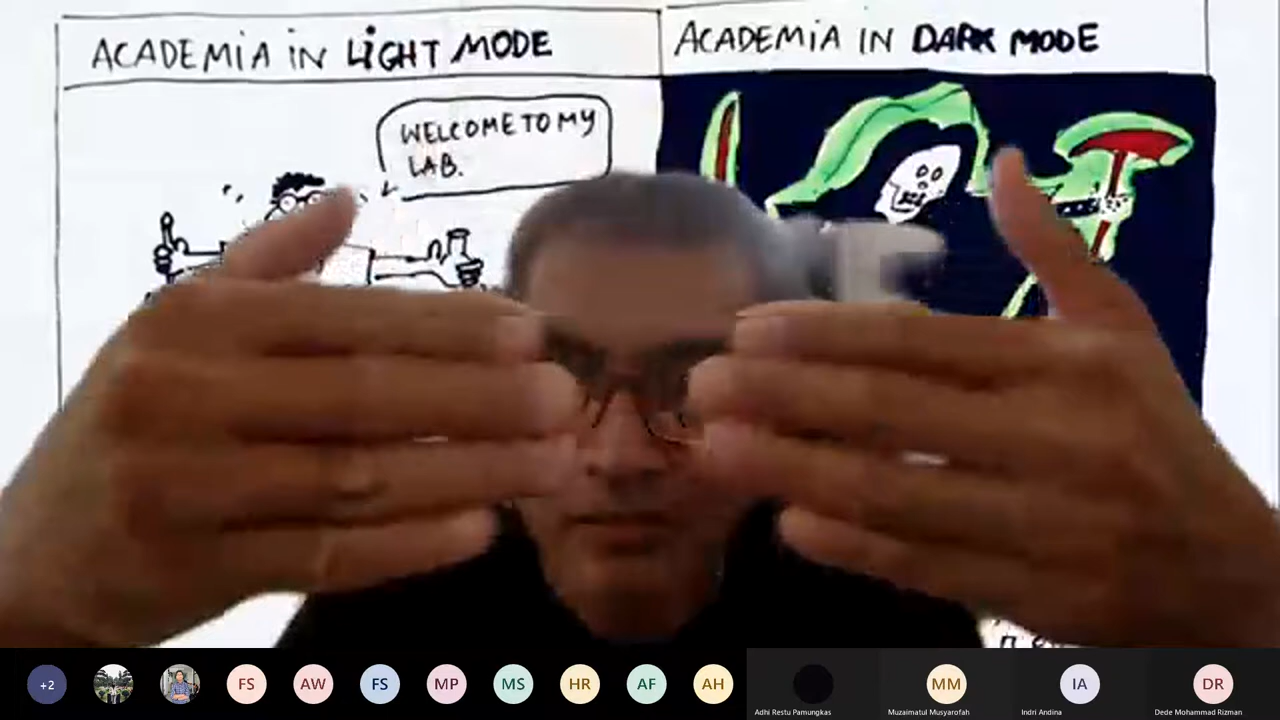 ACADEMiA iN LiGHT MODE
ACADEMiA IN DARK MODE
WELCOME TO MY
LAB.
+2
FS
AW
FS
MP
MS
HR
AF
AH
MM
IA
DR
Adhi Restu Pamungkas
Muzaimatul Musyarofah
Indri Andina
Dede Mohammad Rizman